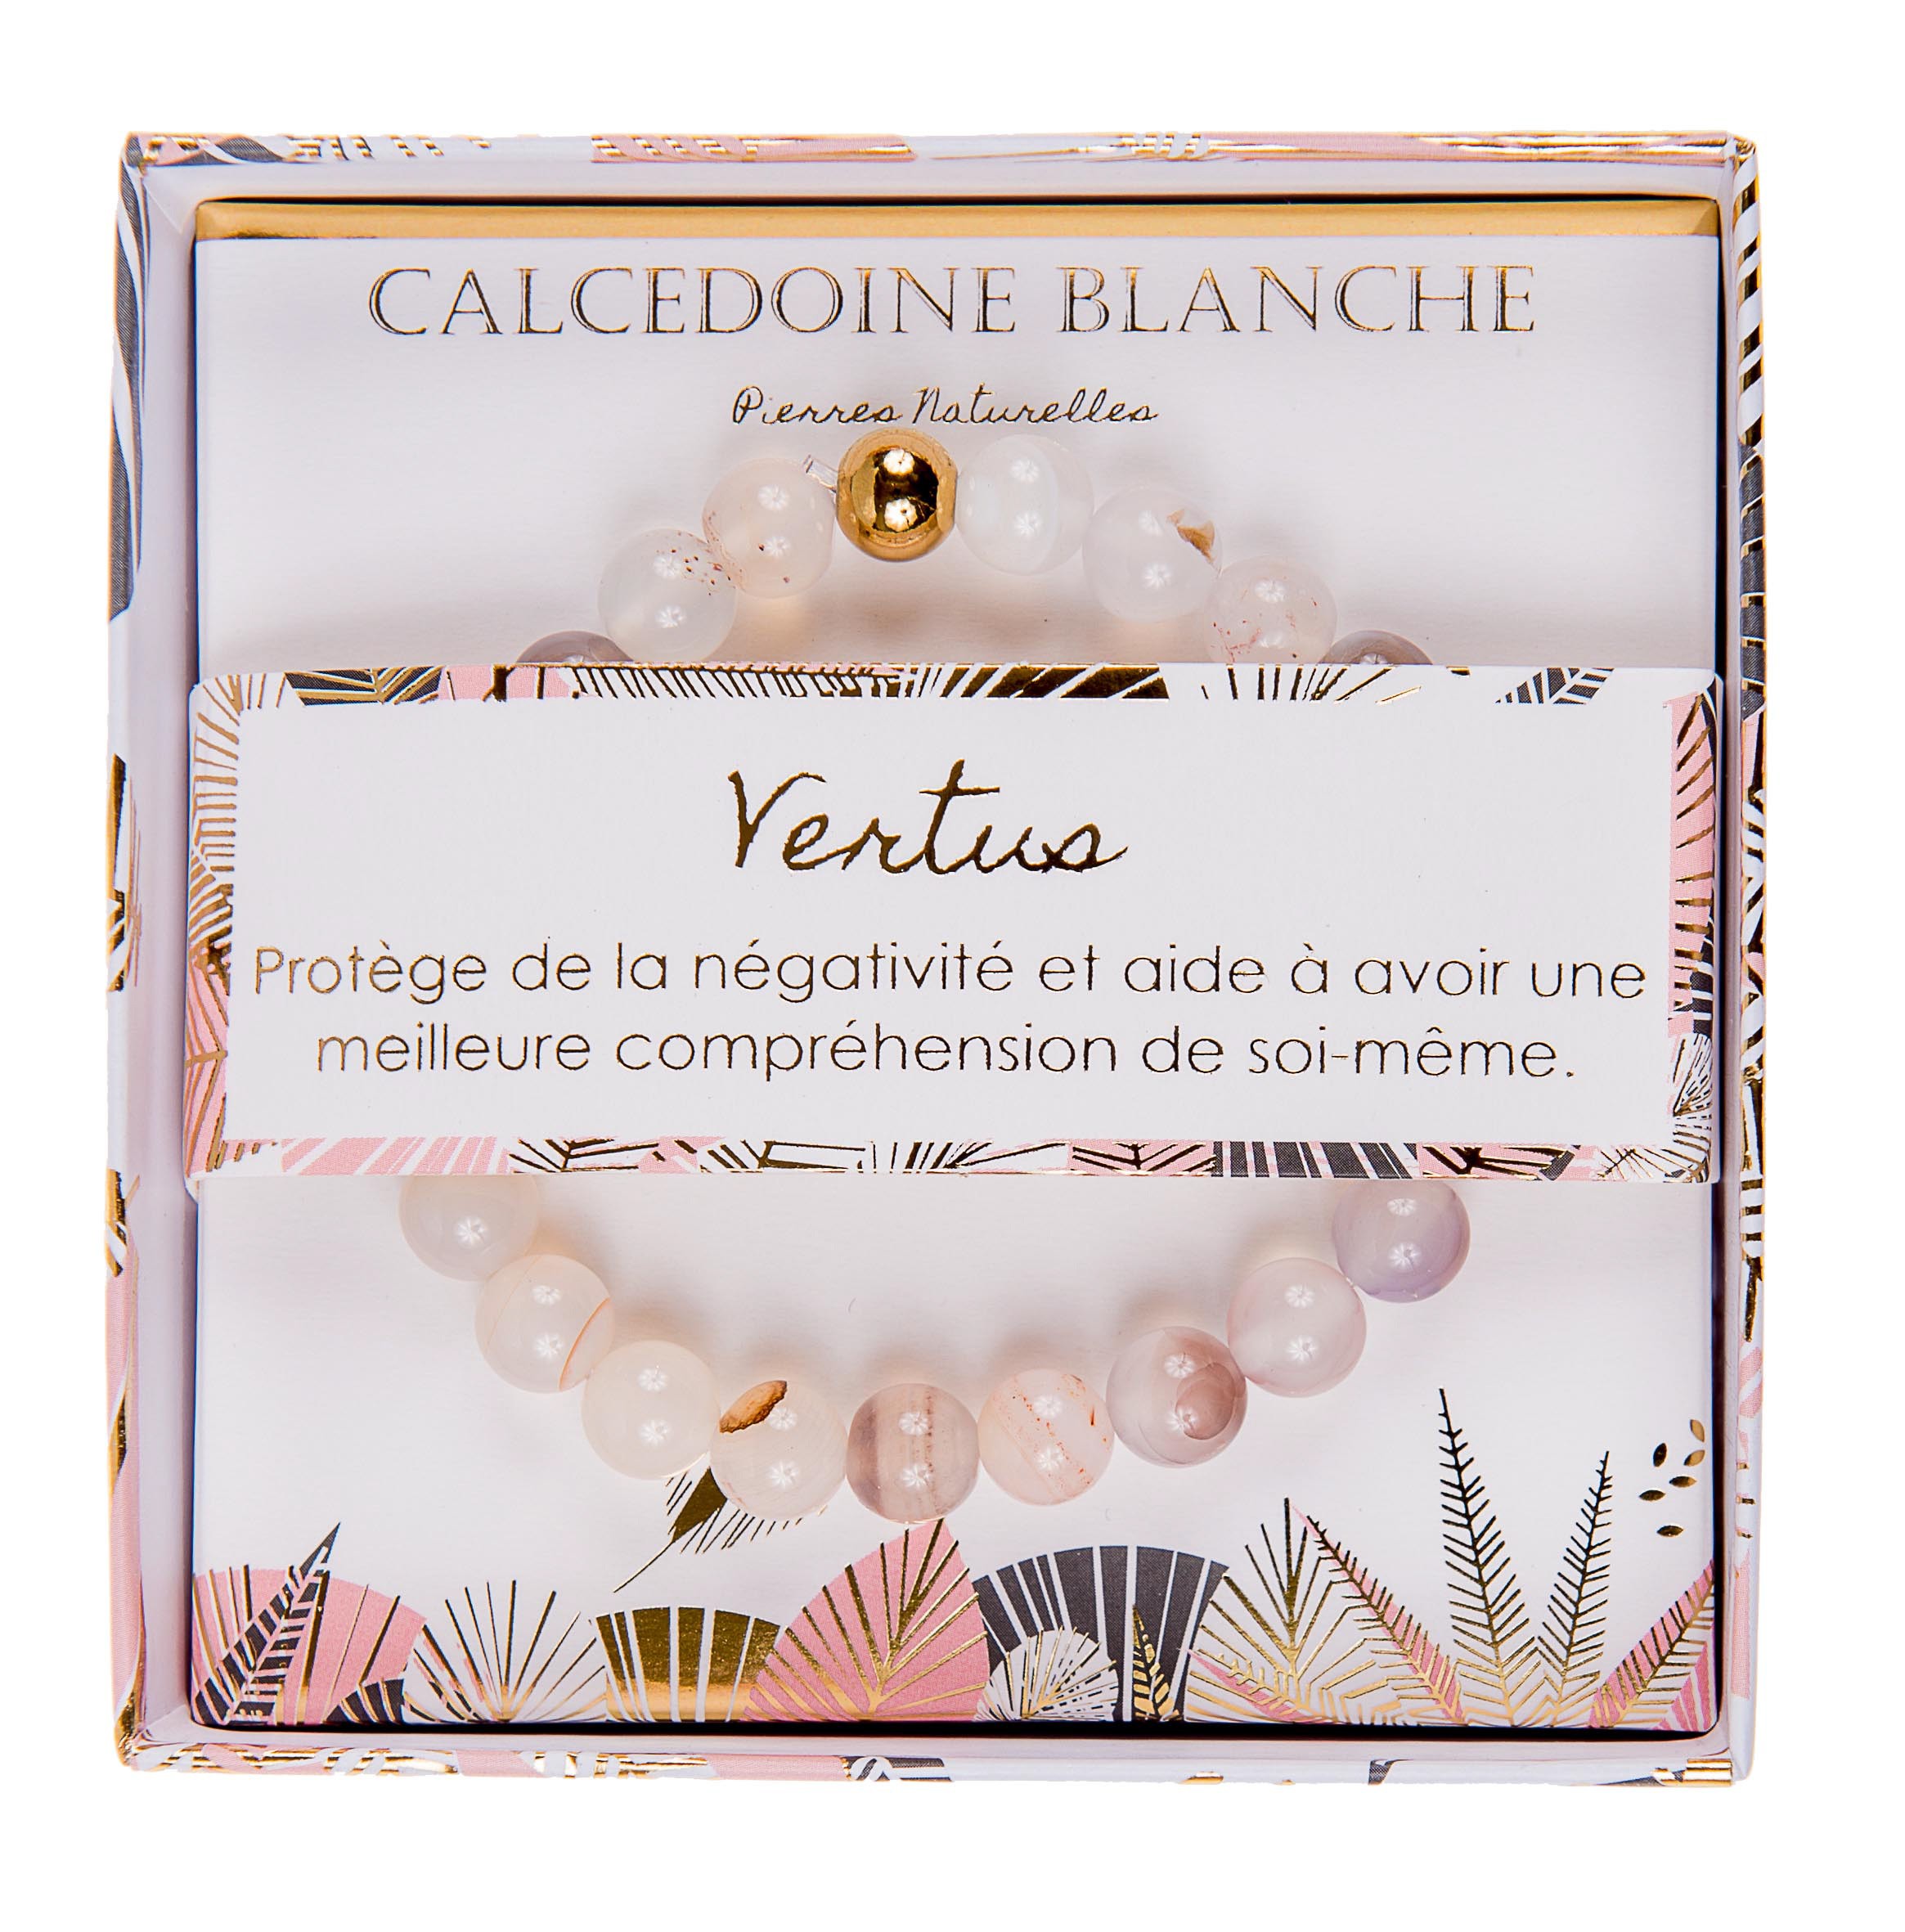 CALCEDOINE BLANCHE
Pierres Naturelles
Vertus
Protège de la négativité et aide à avoir une
meilleure compréhension de soi-même.